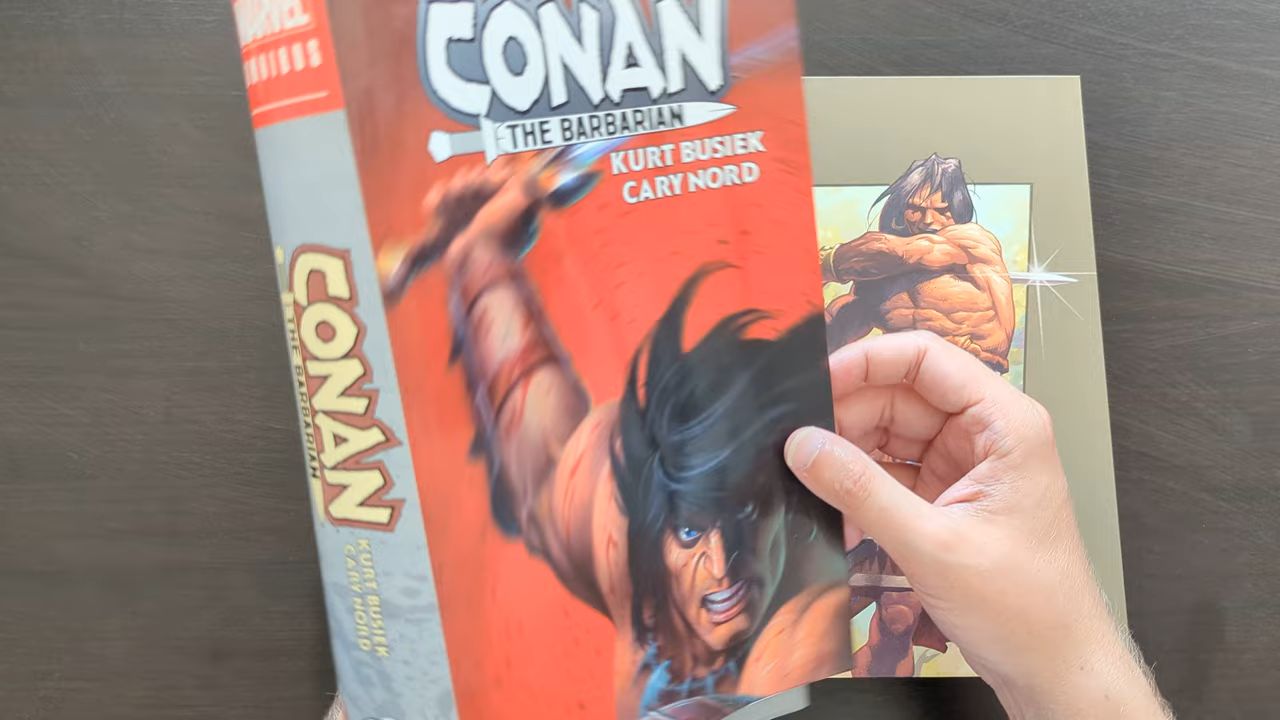 MARVEL
OMNIBUS
CONAN
THE BARBARIAN
KURT BUSIEK
CARY NORD
CONAN
THE BARBARIAN
KURT BUSIEK
CARY NORD